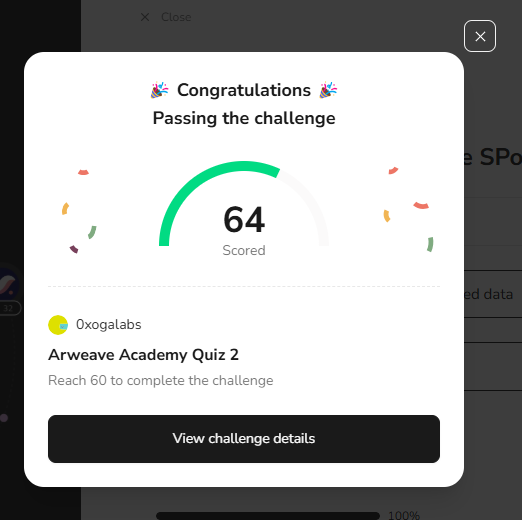 Close
Congratulations
Passing the challenge
e SPo
64
Scored
ed data
32
0xogalabs
Arweave Academy Quiz 2
Reach 60 to complete the challenge
View challenge details
100%